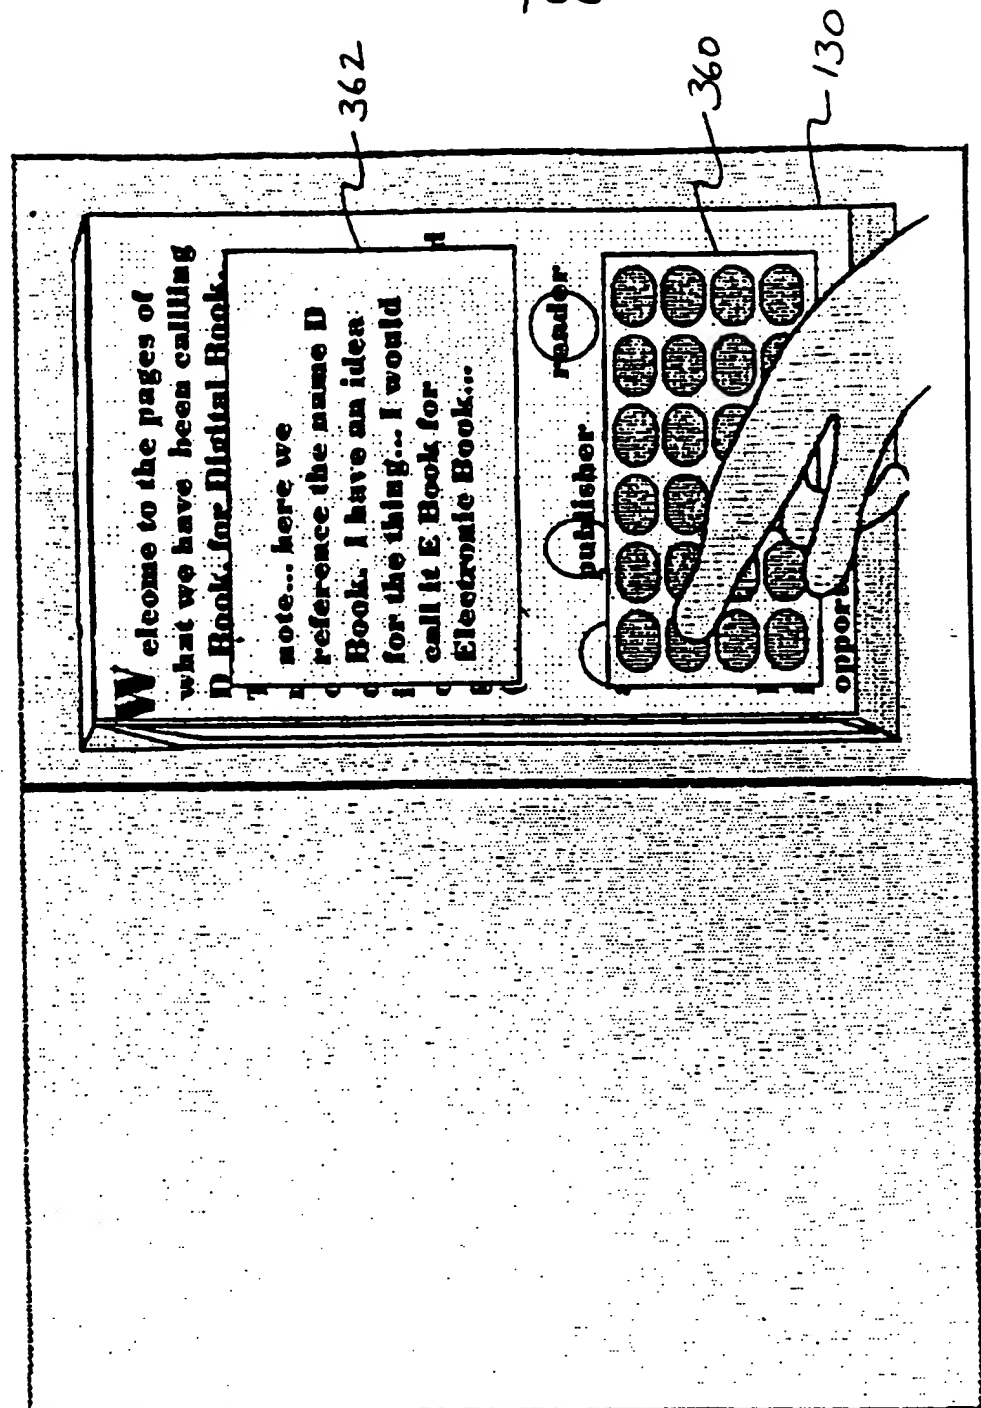 Welcome to the pages of
what we have been callling
D Book, for Digital Book.
note... here we
reference the name D
Book. I have an idea
for the thing... I would
call it E Book for
Electronic Book...
H
publisher reader
362
360
130